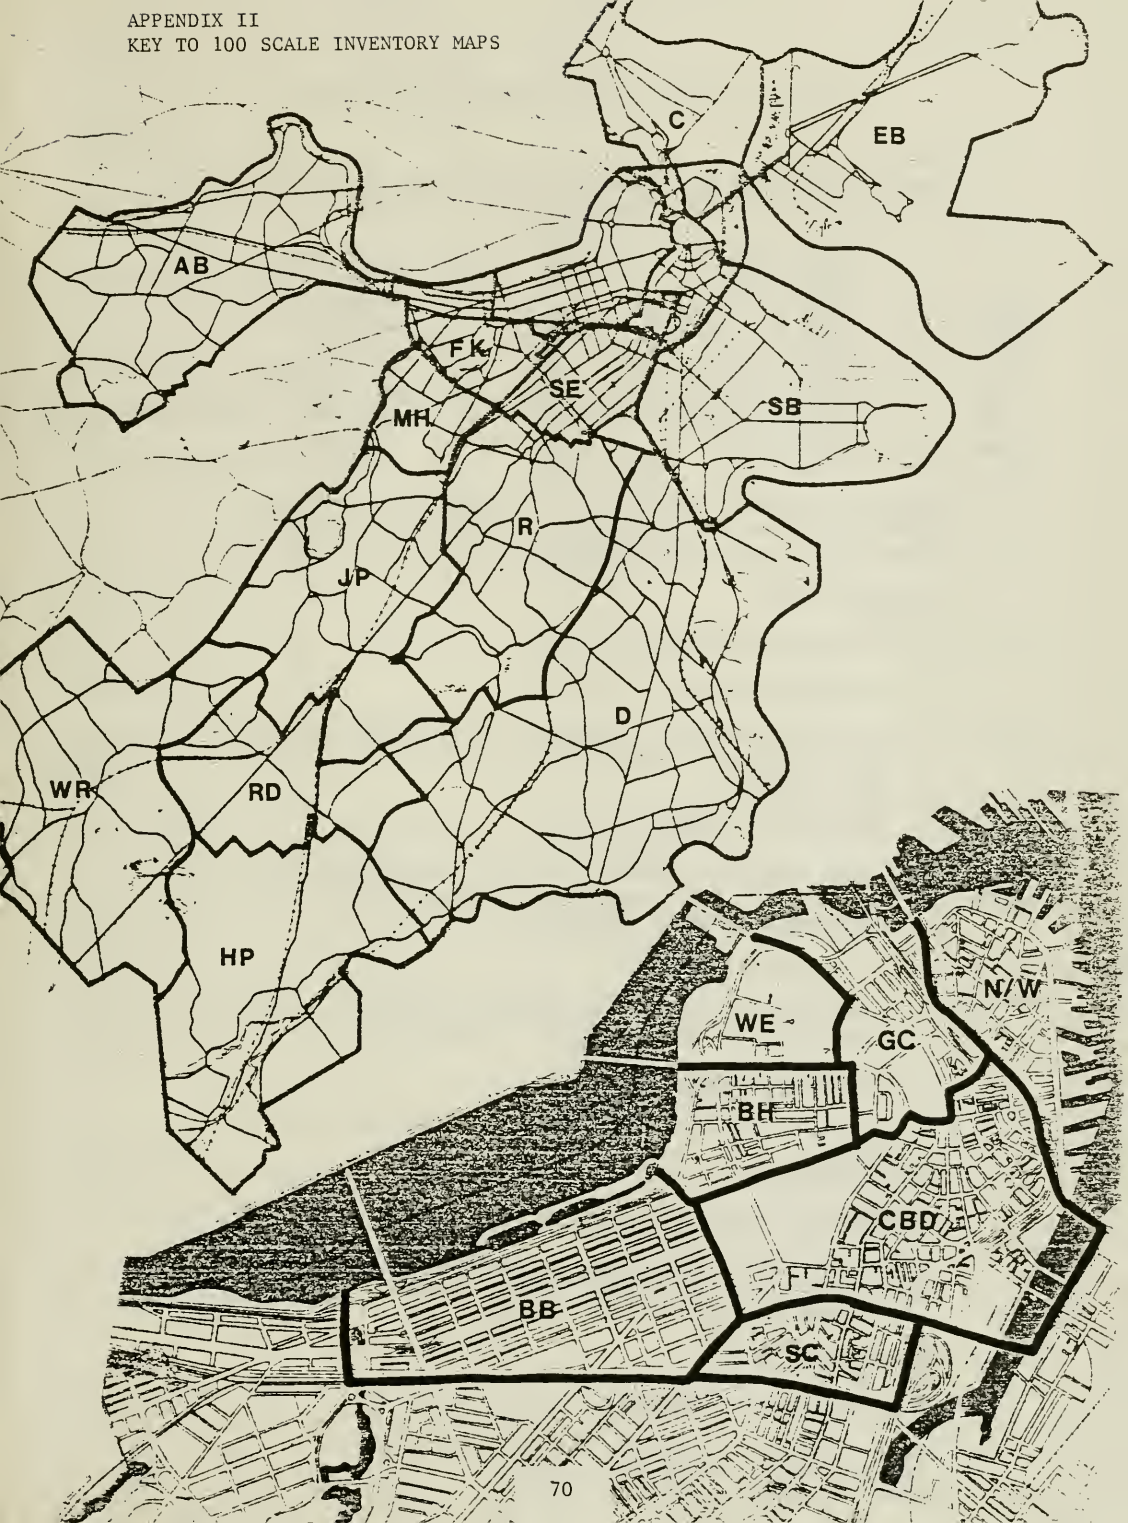 APPENDIX II
KEY TO 100 SCALE INVENTORY MAPS
C
EB
AB
FK
SE
MH
SB
R
JP
D
WR
RD
HP
N/W
WE
GC
BH
CBD
BB
SC
70